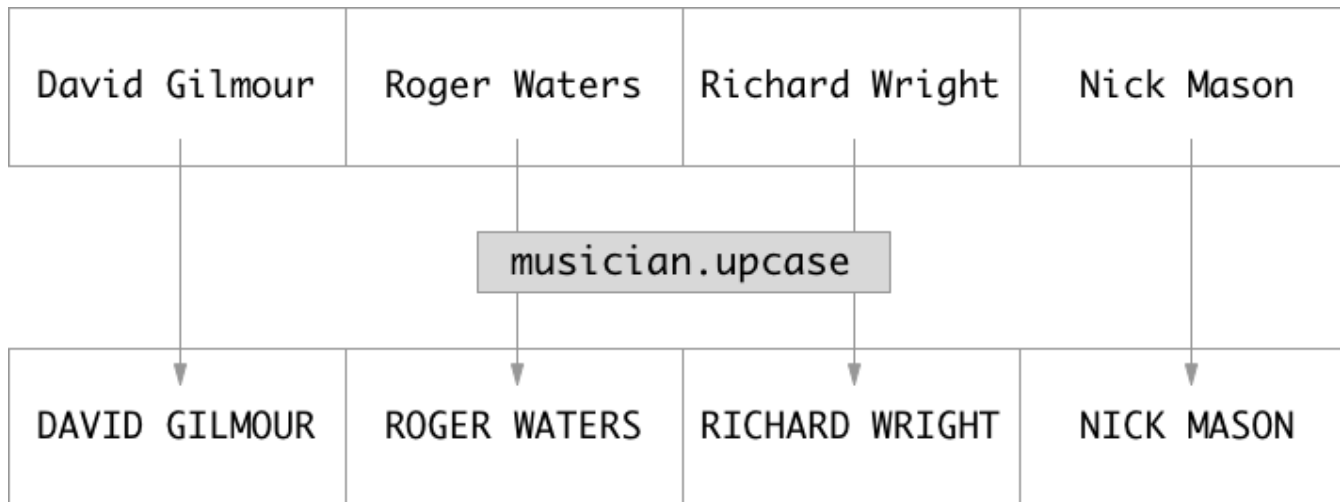 David Gilmour Roger Waters Richard Wright Nick Mason
musician.upcase
DAVID GILMOUR ROGER WATERS RICHARD WRIGHT NICK MASON